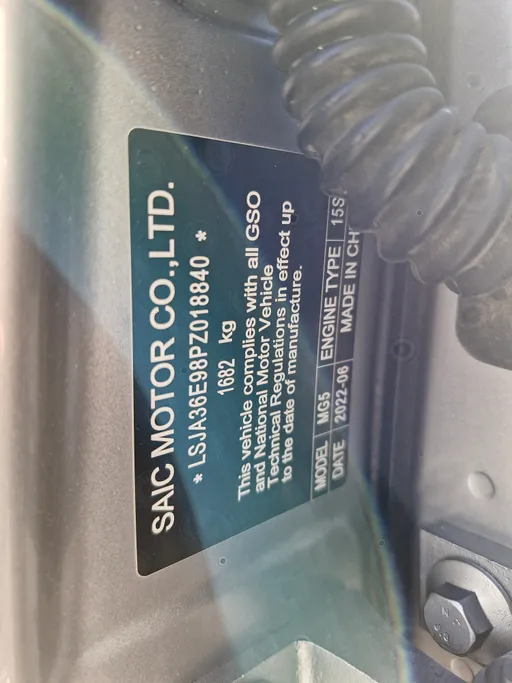 SAIC MOTOR CO.,LTD.
* LSJA36E98PZ018840 *
1682 kg
This vehicle complies with all GSO
and National Motor Vehicle
Technical Regulations in effect up
to the date of manufacture.
MODEL MG5 ENGINE TYPE 15S
DATE 2022-06 MADE IN CH